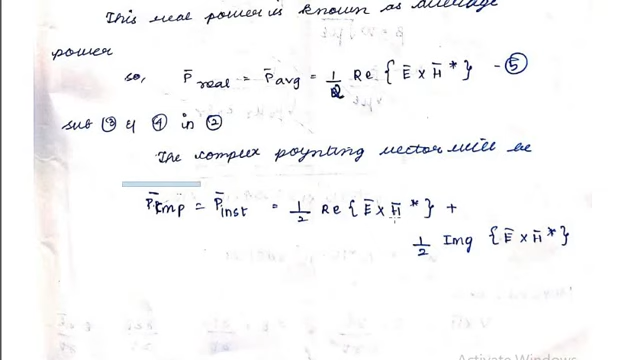 This real power is known as average
power
so, P̄ real = P̄ avg = 1/2 Re { Ē x H̄ * } - ⑤
sub ③ & ④ in ②
The complex poynting vector will be
P̄ Kmp = P̄ inst = 1/2 Re { Ē x H̄ * } +
1/2 Img { Ē x H̄ * }
Activate Windows